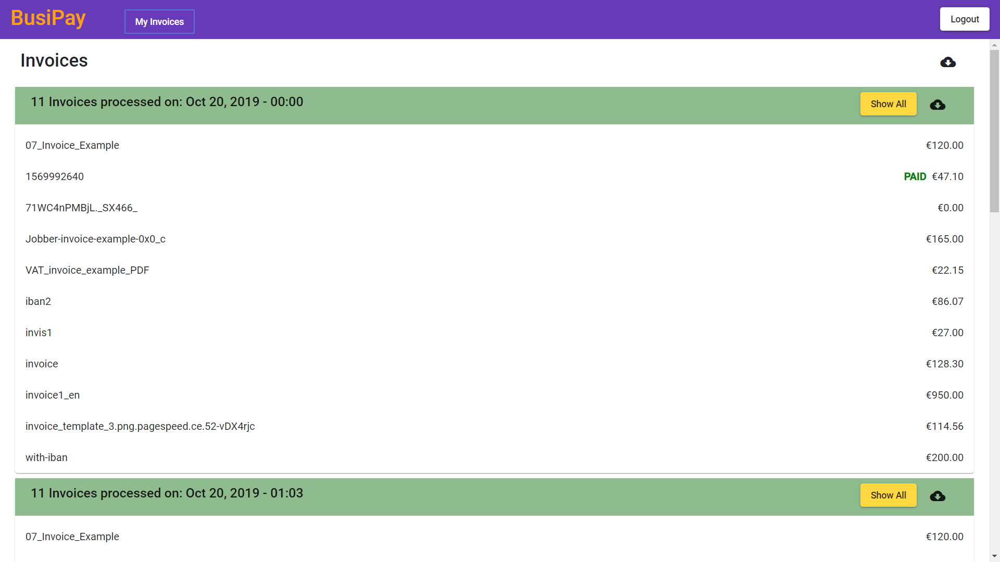 BusiPay My Invoices Logout
Invoices
11 Invoices processed on: Oct 20, 2019 - 00:00 Show All
07_Invoice_Example €120.00
1569992640 PAID €47.10
71WC4nPMBjL._SX466_ €0.00
Jobber-invoice-example-0x0_c €165.00
VAT_invoice_example_PDF €22.15
iban2 €86.07
invis1 €27.00
invoice €128.30
invoice1_en €950.00
invoice_template_3.png.pagespeed.ce.52-vDX4rjc €114.56
with-iban €200.00
11 Invoices processed on: Oct 20, 2019 - 01:03 Show All
07_Invoice_Example €120.00